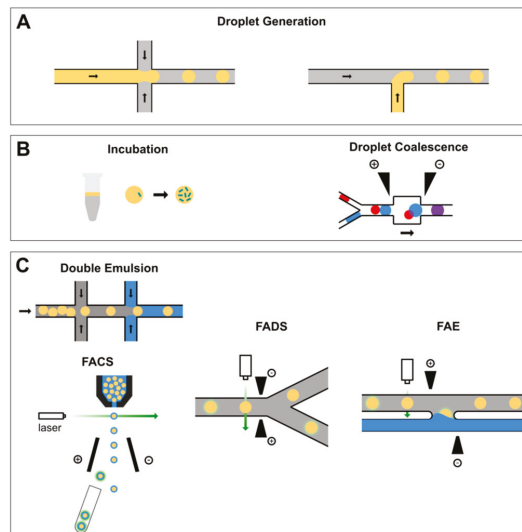 A
Droplet Generation
B
Incubation
Droplet Coalescence
+
-
C
Double Emulsion
FACS
laser
+
-
FADS
-
+
FAE
+
-